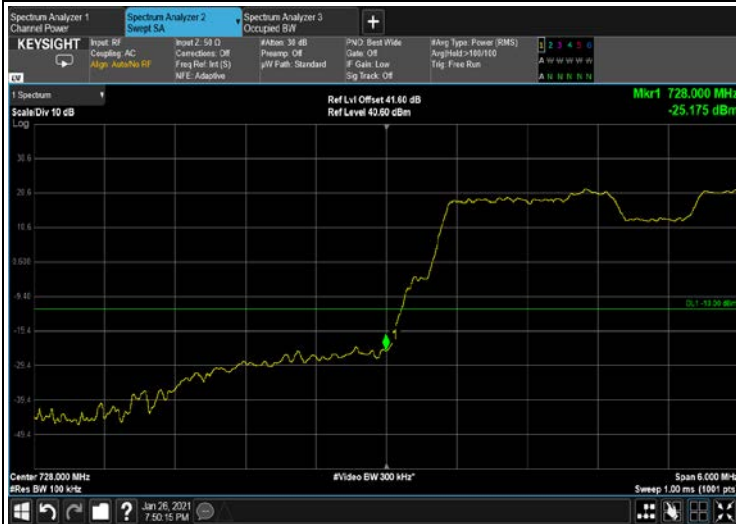 Spectrum Analyzer 1
Channel Power
Spectrum Analyzer 2
Swept SA
Spectrum Analyzer 3
Occupied BW
KEYSIGHT
Input: RF
Coupling: AC
Align: Auto/No RF
Input Z: 50 Ω
Corrections: Off
Freq Ref: Int (S)
NFE: Adaptive
#Atten: 30 dB
Preamp: Off
µW Path: Standard
PNO: Best Wide
Gate: Off
IF Gain: Low
Sig Track: Off
#Avg Type: Power (RMS)
Avg|Hold:>100/100
Trig: Free Run
1 2 3 4 5 6
A W W W W W
A N N N N N
1 Spectrum
Scale/Div 10 dB
Log
Ref Lvl Offset 41.60 dB
Ref Level 40.60 dBm
Mkr1 728.000 MHz
-25.175 dBm
30.6
20.6
10.6
0.600
-9.40
DL1 -13.00 dBm
-19.4
-29.4
-39.4
-49.4
Center 728.000 MHz
#Res BW 100 kHz
#Video BW 300 kHz*
Span 6.000 MHz
Sweep 1.00 ms (1001 pts)
Jan 26, 2021
7:50:15 PM